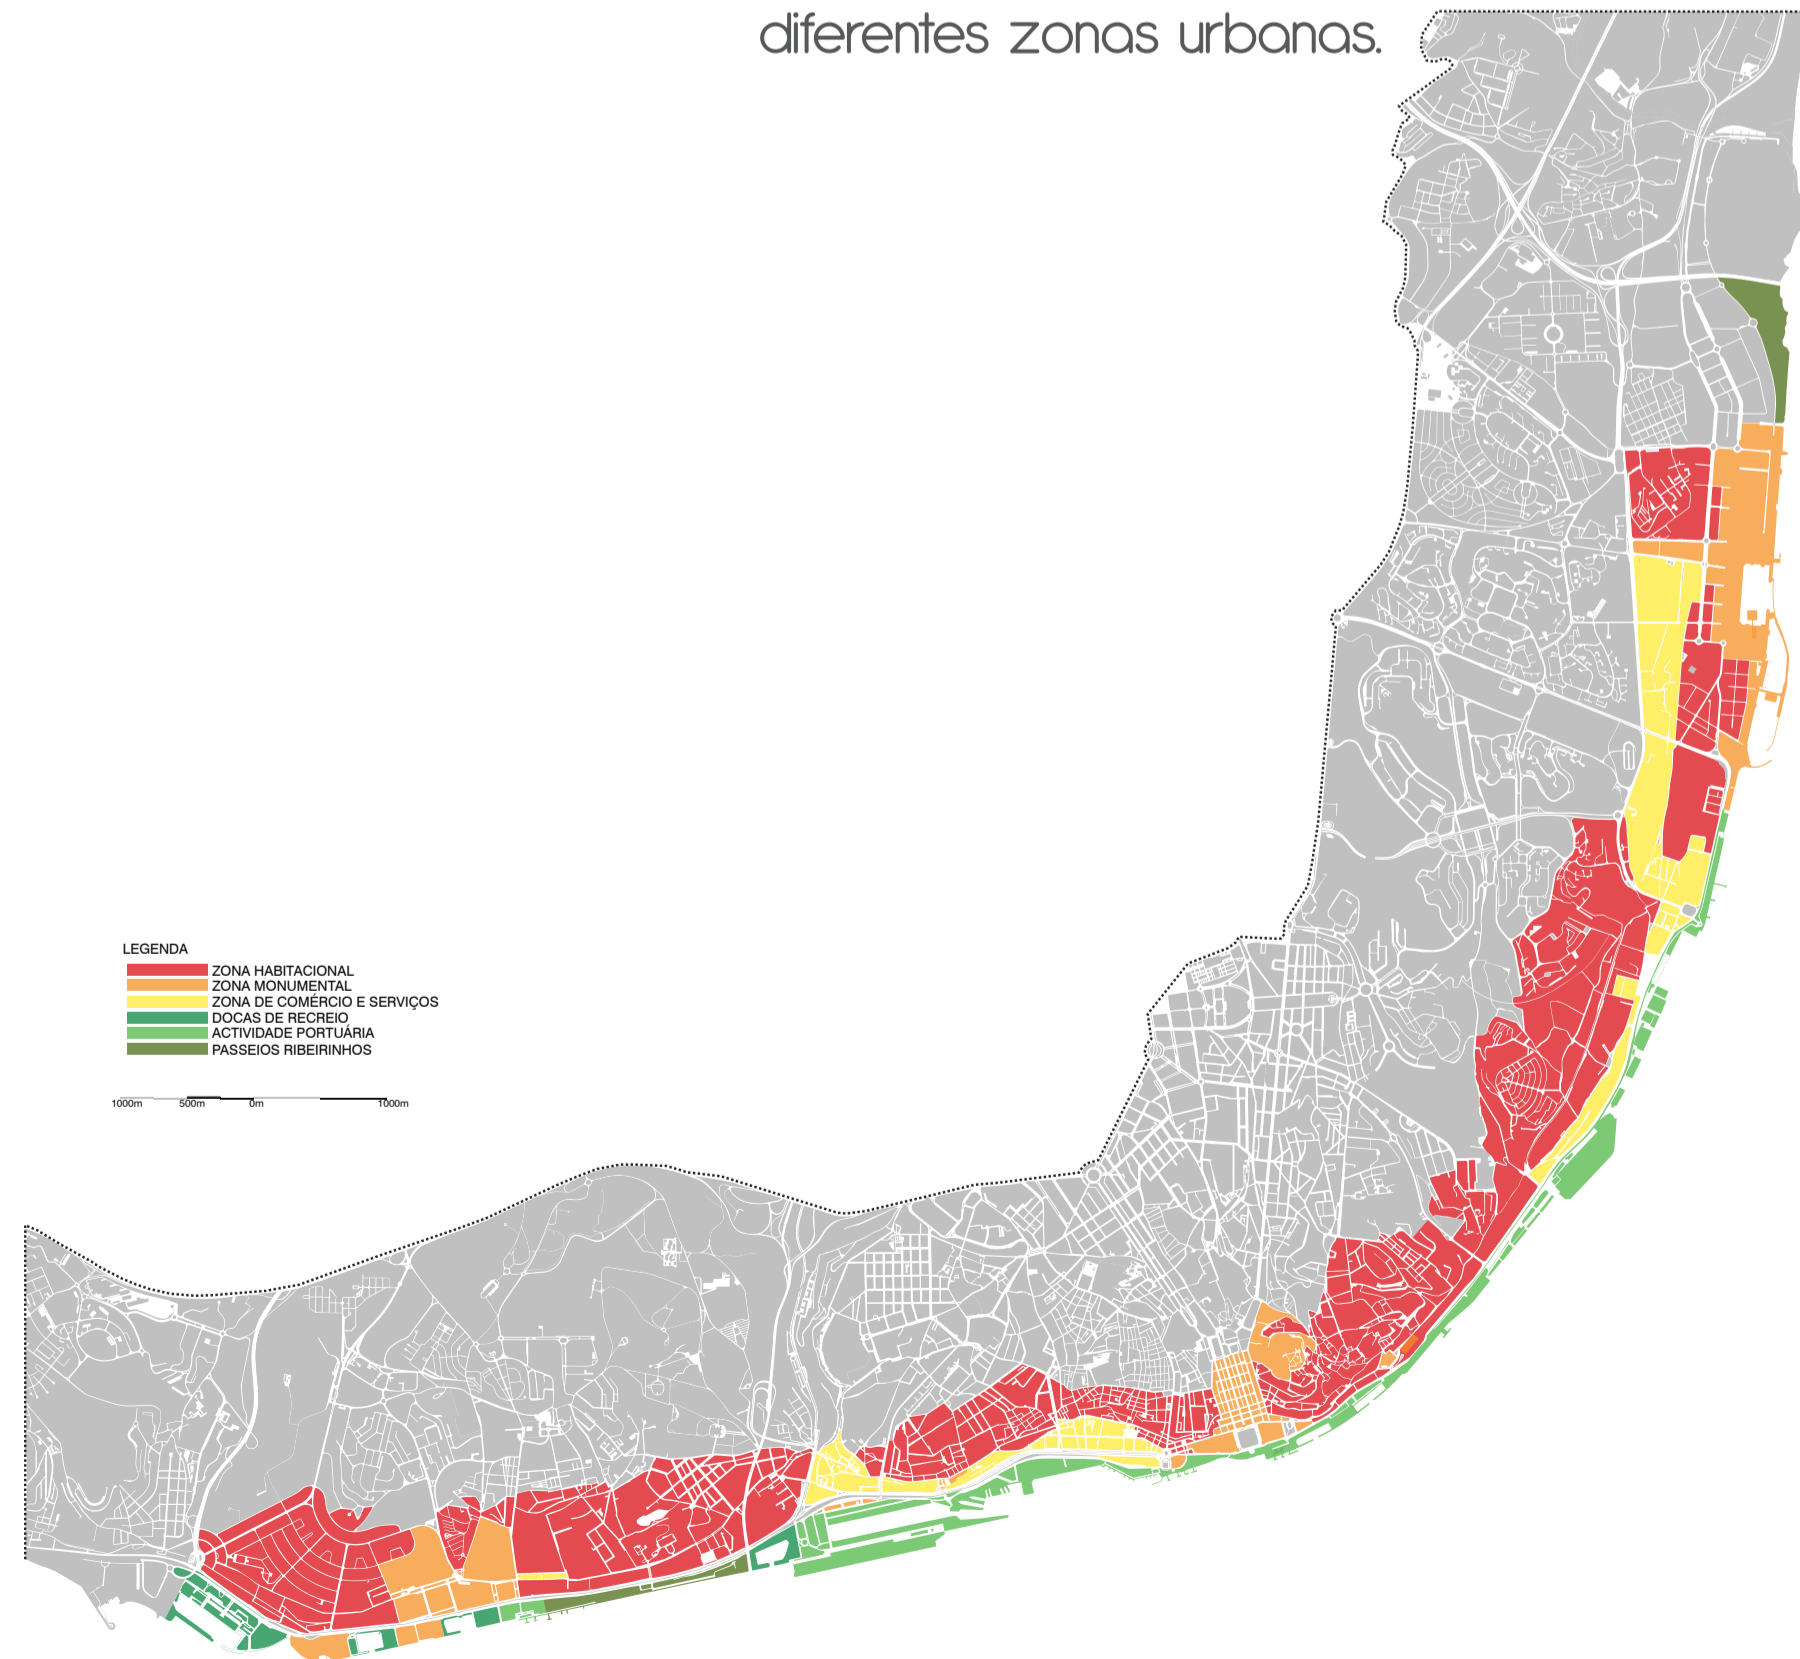 diferentes zonas urbanas.
LEGENDA
ZONA HABITACIONAL
ZONA MONUMENTAL
ZONA DE COMÉRCIO E SERVIÇOS
DOCAS DE RECREIO
ACTIVIDADE PORTUÁRIA
PASSEIOS RIBEIRINHOS
1000m 500m 0m 1000m